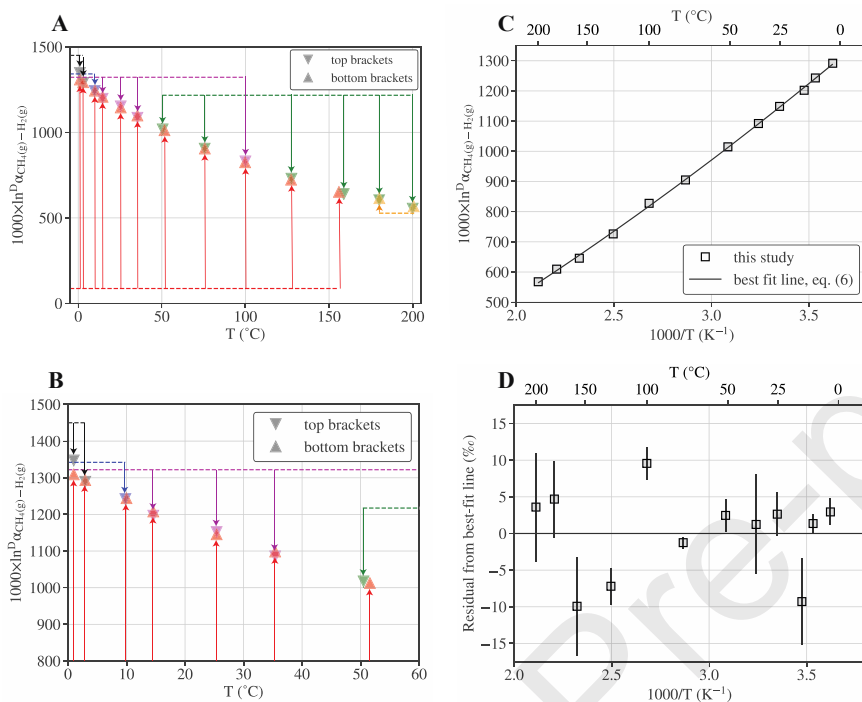 A
1500
1000
500
0
1000×ln^Dα_CH₄(g)−H₂(g)
top brackets
bottom brackets
0 50 100 150 200
T (°C)
C
T (°C)
200 150 100 50 25 0
1300
1200
1100
1000
900
800
700
600
500
1000×ln^Dα_CH₄(g)−H₂(g)
this study
best fit line, eq. (6)
2.0 2.5 3.0 3.5
1000/T (K⁻¹)
B
1500
1400
1300
1200
1100
1000
900
800
1000×ln^Dα_CH₄(g)−H₂(g)
top brackets
bottom brackets
0 10 20 30 40 50 60
T (°C)
D
T (°C)
200 150 100 50 25 0
15
10
5
0
−5
−10
−15
Residual from best-fit line (‰)
2.0 2.5 3.0 3.5
1000/T (K⁻¹)
Pre-p